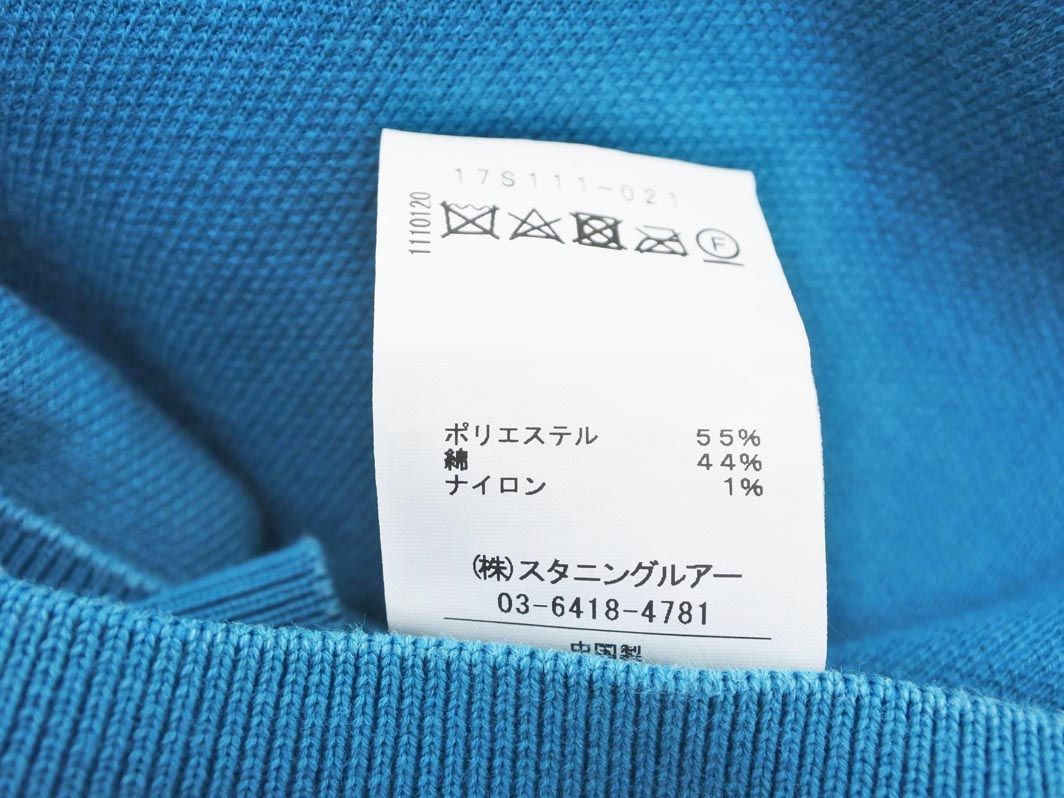 17S111-021
1110120
F
ポリエステル 55%
綿 44%
ナイロン 1%
(株)スタニングルアー
03-6418-4781
中国製